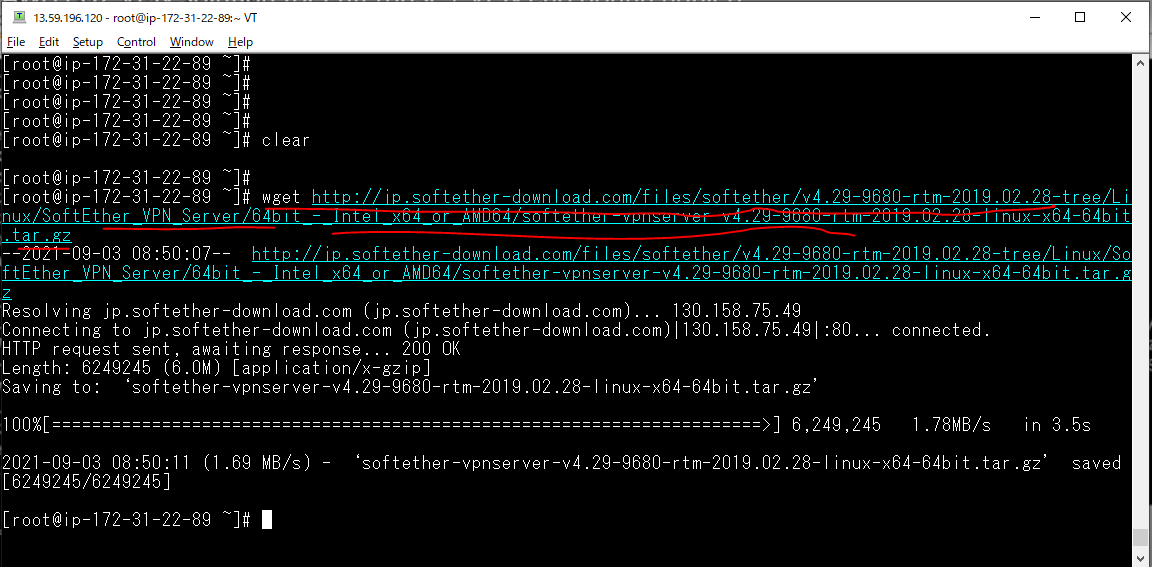 13.59.196.120 - root@ip-172-31-22-89:~ VT
File Edit Setup Control Window Help
[root@ip-172-31-22-89 ~]#
[root@ip-172-31-22-89 ~]#
[root@ip-172-31-22-89 ~]#
[root@ip-172-31-22-89 ~]#
[root@ip-172-31-22-89 ~]# clear
[root@ip-172-31-22-89 ~]#
[root@ip-172-31-22-89 ~]# wget http://jp.softether-download.com/files/softether/v4.29-9680-rtm-2019.02.28-tree/Li
nux/SoftEther_VPN_Server/64bit_-_Intel_x64_or_AMD64/softether-vpnserver-v4.29-9680-rtm-2019.02.28-linux-x64-64bit
.tar.gz
--2021-09-03 08:50:07-- http://jp.softether-download.com/files/softether/v4.29-9680-rtm-2019.02.28-tree/Linux/So
ftEther_VPN_Server/64bit_-_Intel_x64_or_AMD64/softether-vpnserver-v4.29-9680-rtm-2019.02.28-linux-x64-64bit.tar.g
z
Resolving jp.softether-download.com (jp.softether-download.com)... 130.158.75.49
Connecting to jp.softether-download.com (jp.softether-download.com)|130.158.75.49|:80... connected.
HTTP request sent, awaiting response... 200 OK
Length: 6249245 (6.0M) [application/x-gzip]
Saving to: ‘softether-vpnserver-v4.29-9680-rtm-2019.02.28-linux-x64-64bit.tar.gz’
100%[=======================================================================>] 6,249,245 1.78MB/s in 3.5s
2021-09-03 08:50:11 (1.69 MB/s) - ‘softether-vpnserver-v4.29-9680-rtm-2019.02.28-linux-x64-64bit.tar.gz’ saved
[6249245/6249245]
[root@ip-172-31-22-89 ~]#